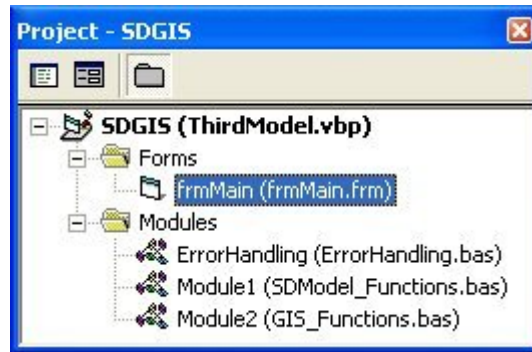 Project - SDGIS
SDGIS (ThirdModel.vbp)
Forms
frmMain (frmMain.frm)
Modules
ErrorHandling (ErrorHandling.bas)
Module1 (SDModel_Functions.bas)
Module2 (GIS_Functions.bas)